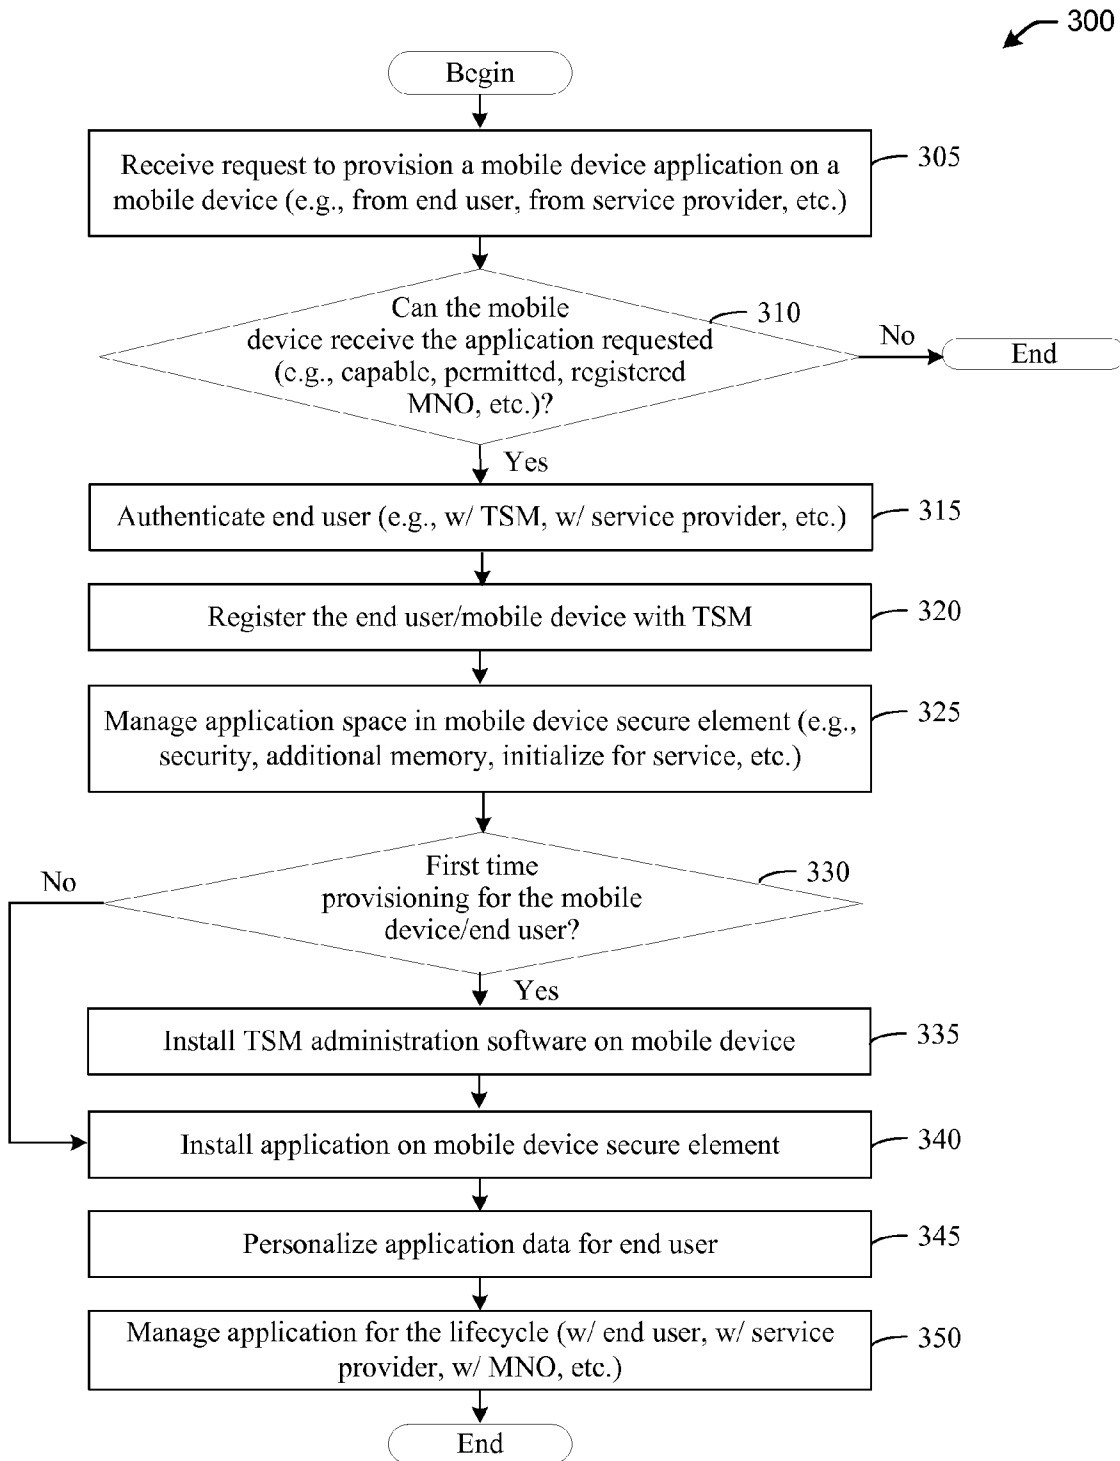 300
Begin
Receive request to provision a mobile device application on a
mobile device (e.g., from end user, from service provider, etc.)
305
Can the mobile
device receive the application requested
(e.g., capable, permitted, registered
MNO, etc.)?
310
No
End
Yes
Authenticate end user (e.g., w/ TSM, w/ service provider, etc.)
315
Register the end user/mobile device with TSM
320
Manage application space in mobile device secure element (e.g.,
security, additional memory, initialize for service, etc.)
325
First time
provisioning for the mobile
device/end user?
330
No
Yes
Install TSM administration software on mobile device
335
Install application on mobile device secure element
340
Personalize application data for end user
345
Manage application for the lifecycle (w/ end user, w/ service
provider, w/ MNO, etc.)
350
End